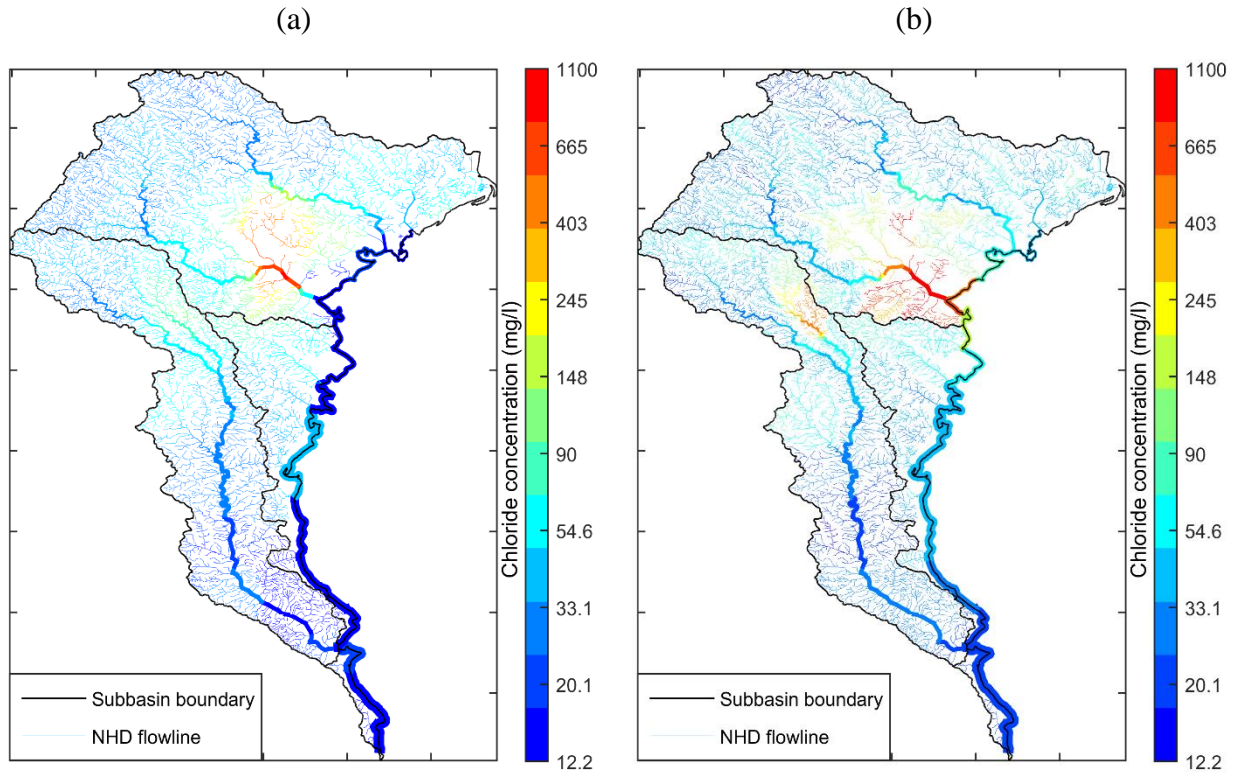 (a)
(b)
1100
665
403
245
148
90
54.6
33.1
20.1
12.2
Chloride concentration (mg/l)
Subbasin boundary
NHD flowline
1100
665
403
245
148
90
54.6
33.1
20.1
12.2
Chloride concentration (mg/l)
Subbasin boundary
NHD flowline